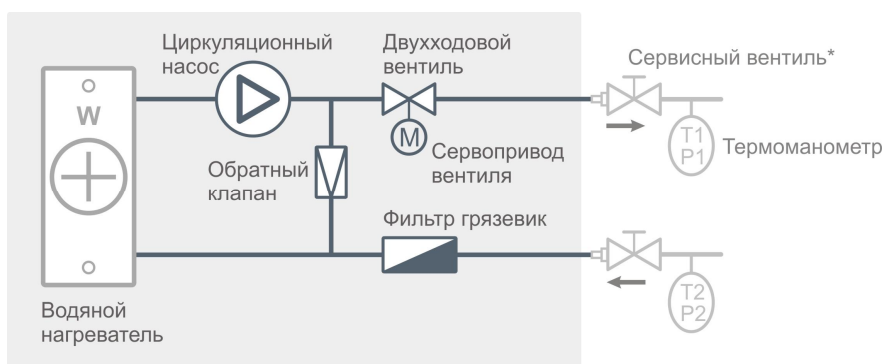 Циркуляционный
насос
Двухходовой
вентиль
Сервисный вентиль*
W
M
T1
P1
Термоманометр
Обратный
клапан
Сервопривод
вентиля
Фильтр грязевик
T2
P2
Водяной
нагреватель